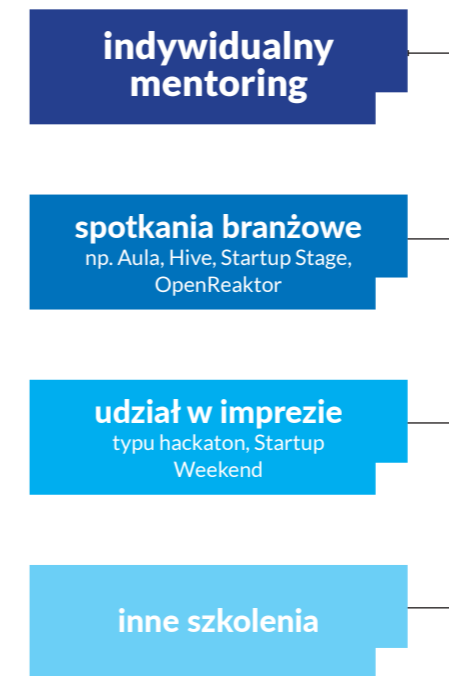 indywidualny
mentoring
spotkania branżowe
np. Aula, Hive, Startup Stage,
OpenReaktor
udział w imprezie
typu hackaton, Startup
Weekend
inne szkolenia